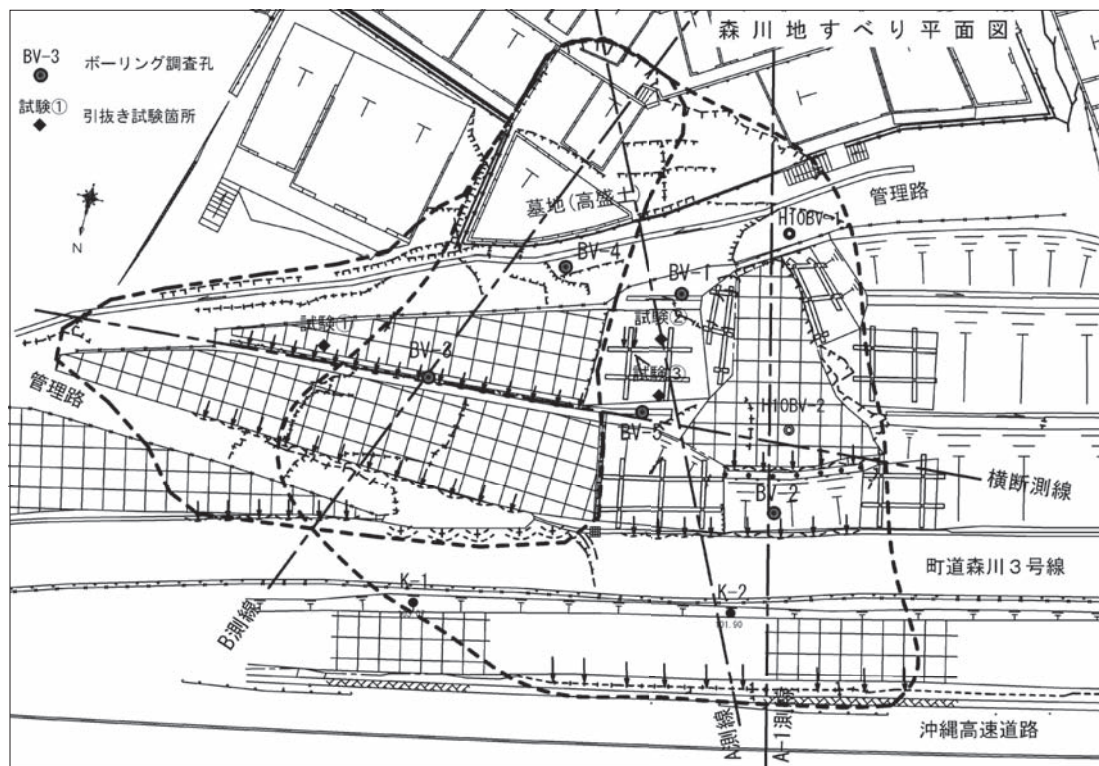 森川地すべり平面図
BV-3 ボーリング調査孔
試験① 引抜き試験箇所
N
墓地(高盛土)
管理路
H10BV-1
BV-4
BV-1
試験①
試験②
BV-3
試験③
管理路
H10BV-2
BV-5
横断測線
BV-2
町道森川3号線
K-1
K-2
101.90
B測線
A測線
A-1測線
沖縄高速道路